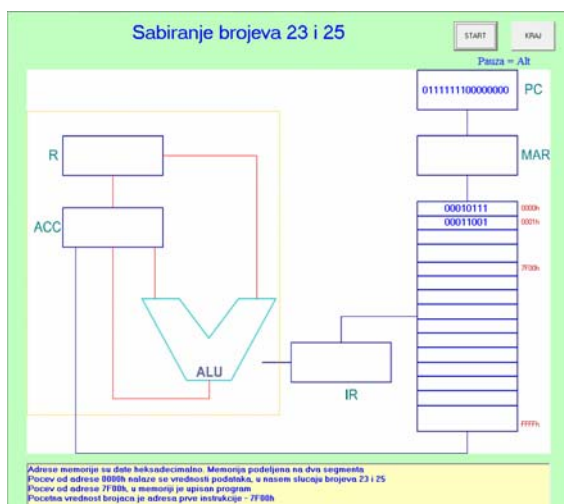 Sabiranje brojeva 23 i 25
START
KRAJ
Pauza = Alt
0111111100000000
PC
R
MAR
00010111
0000h
ACC
00011001
0001h
7F00h
ALU
IR
FFFFh
Adrese memorije su date heksadecimalno. Memorija podeljena na dva segmenta
Pocev od adrese 0000h nalaze se vrednosti podataka, u nasem slucaju brojeva 23 i 25
Pocev od adrese 7F00h, u memoriji je upisan program
Pocetna vrednost brojaca je adresa prve instrukcije - 7F00h